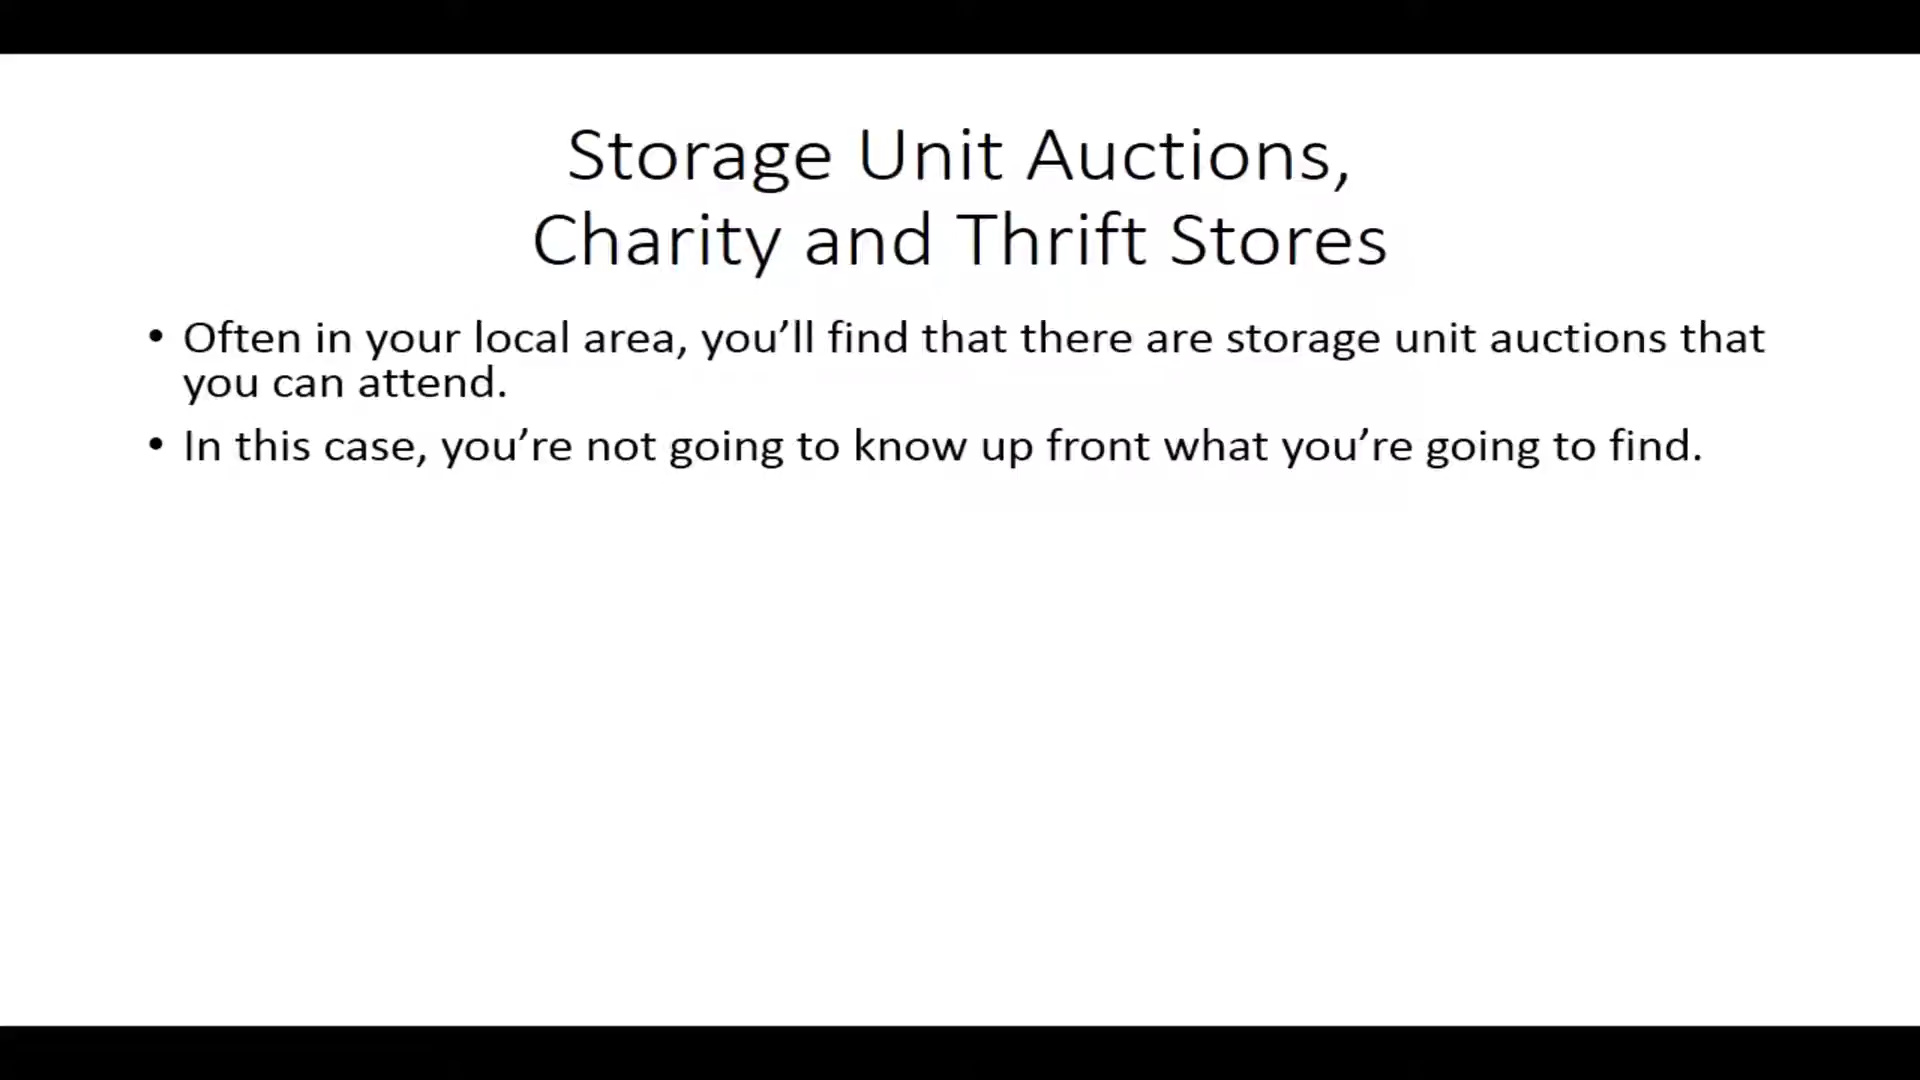 Storage Unit Auctions,
Charity and Thrift Stores
• Often in your local area, you’ll find that there are storage unit auctions that
you can attend.
• In this case, you’re not going to know up front what you’re going to find.